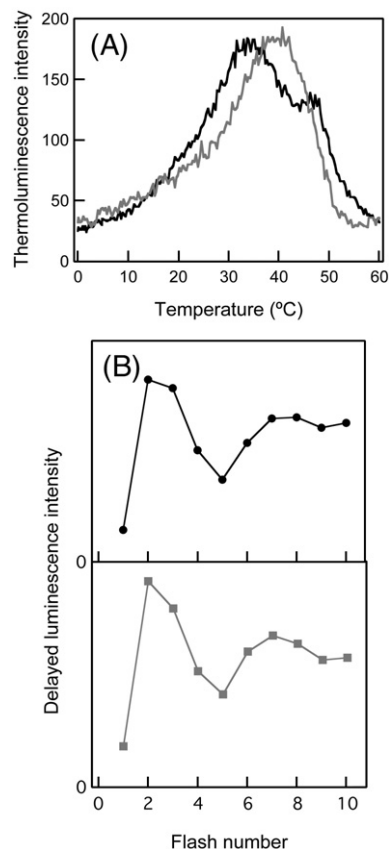 200
(A)
150
100
50
0
Thermoluminescence intensity
0 10 20 30 40 50 60
Temperature (ºC)
(B)
0
Delayed luminescence intensity
0
0 2 4 6 8 10
Flash number